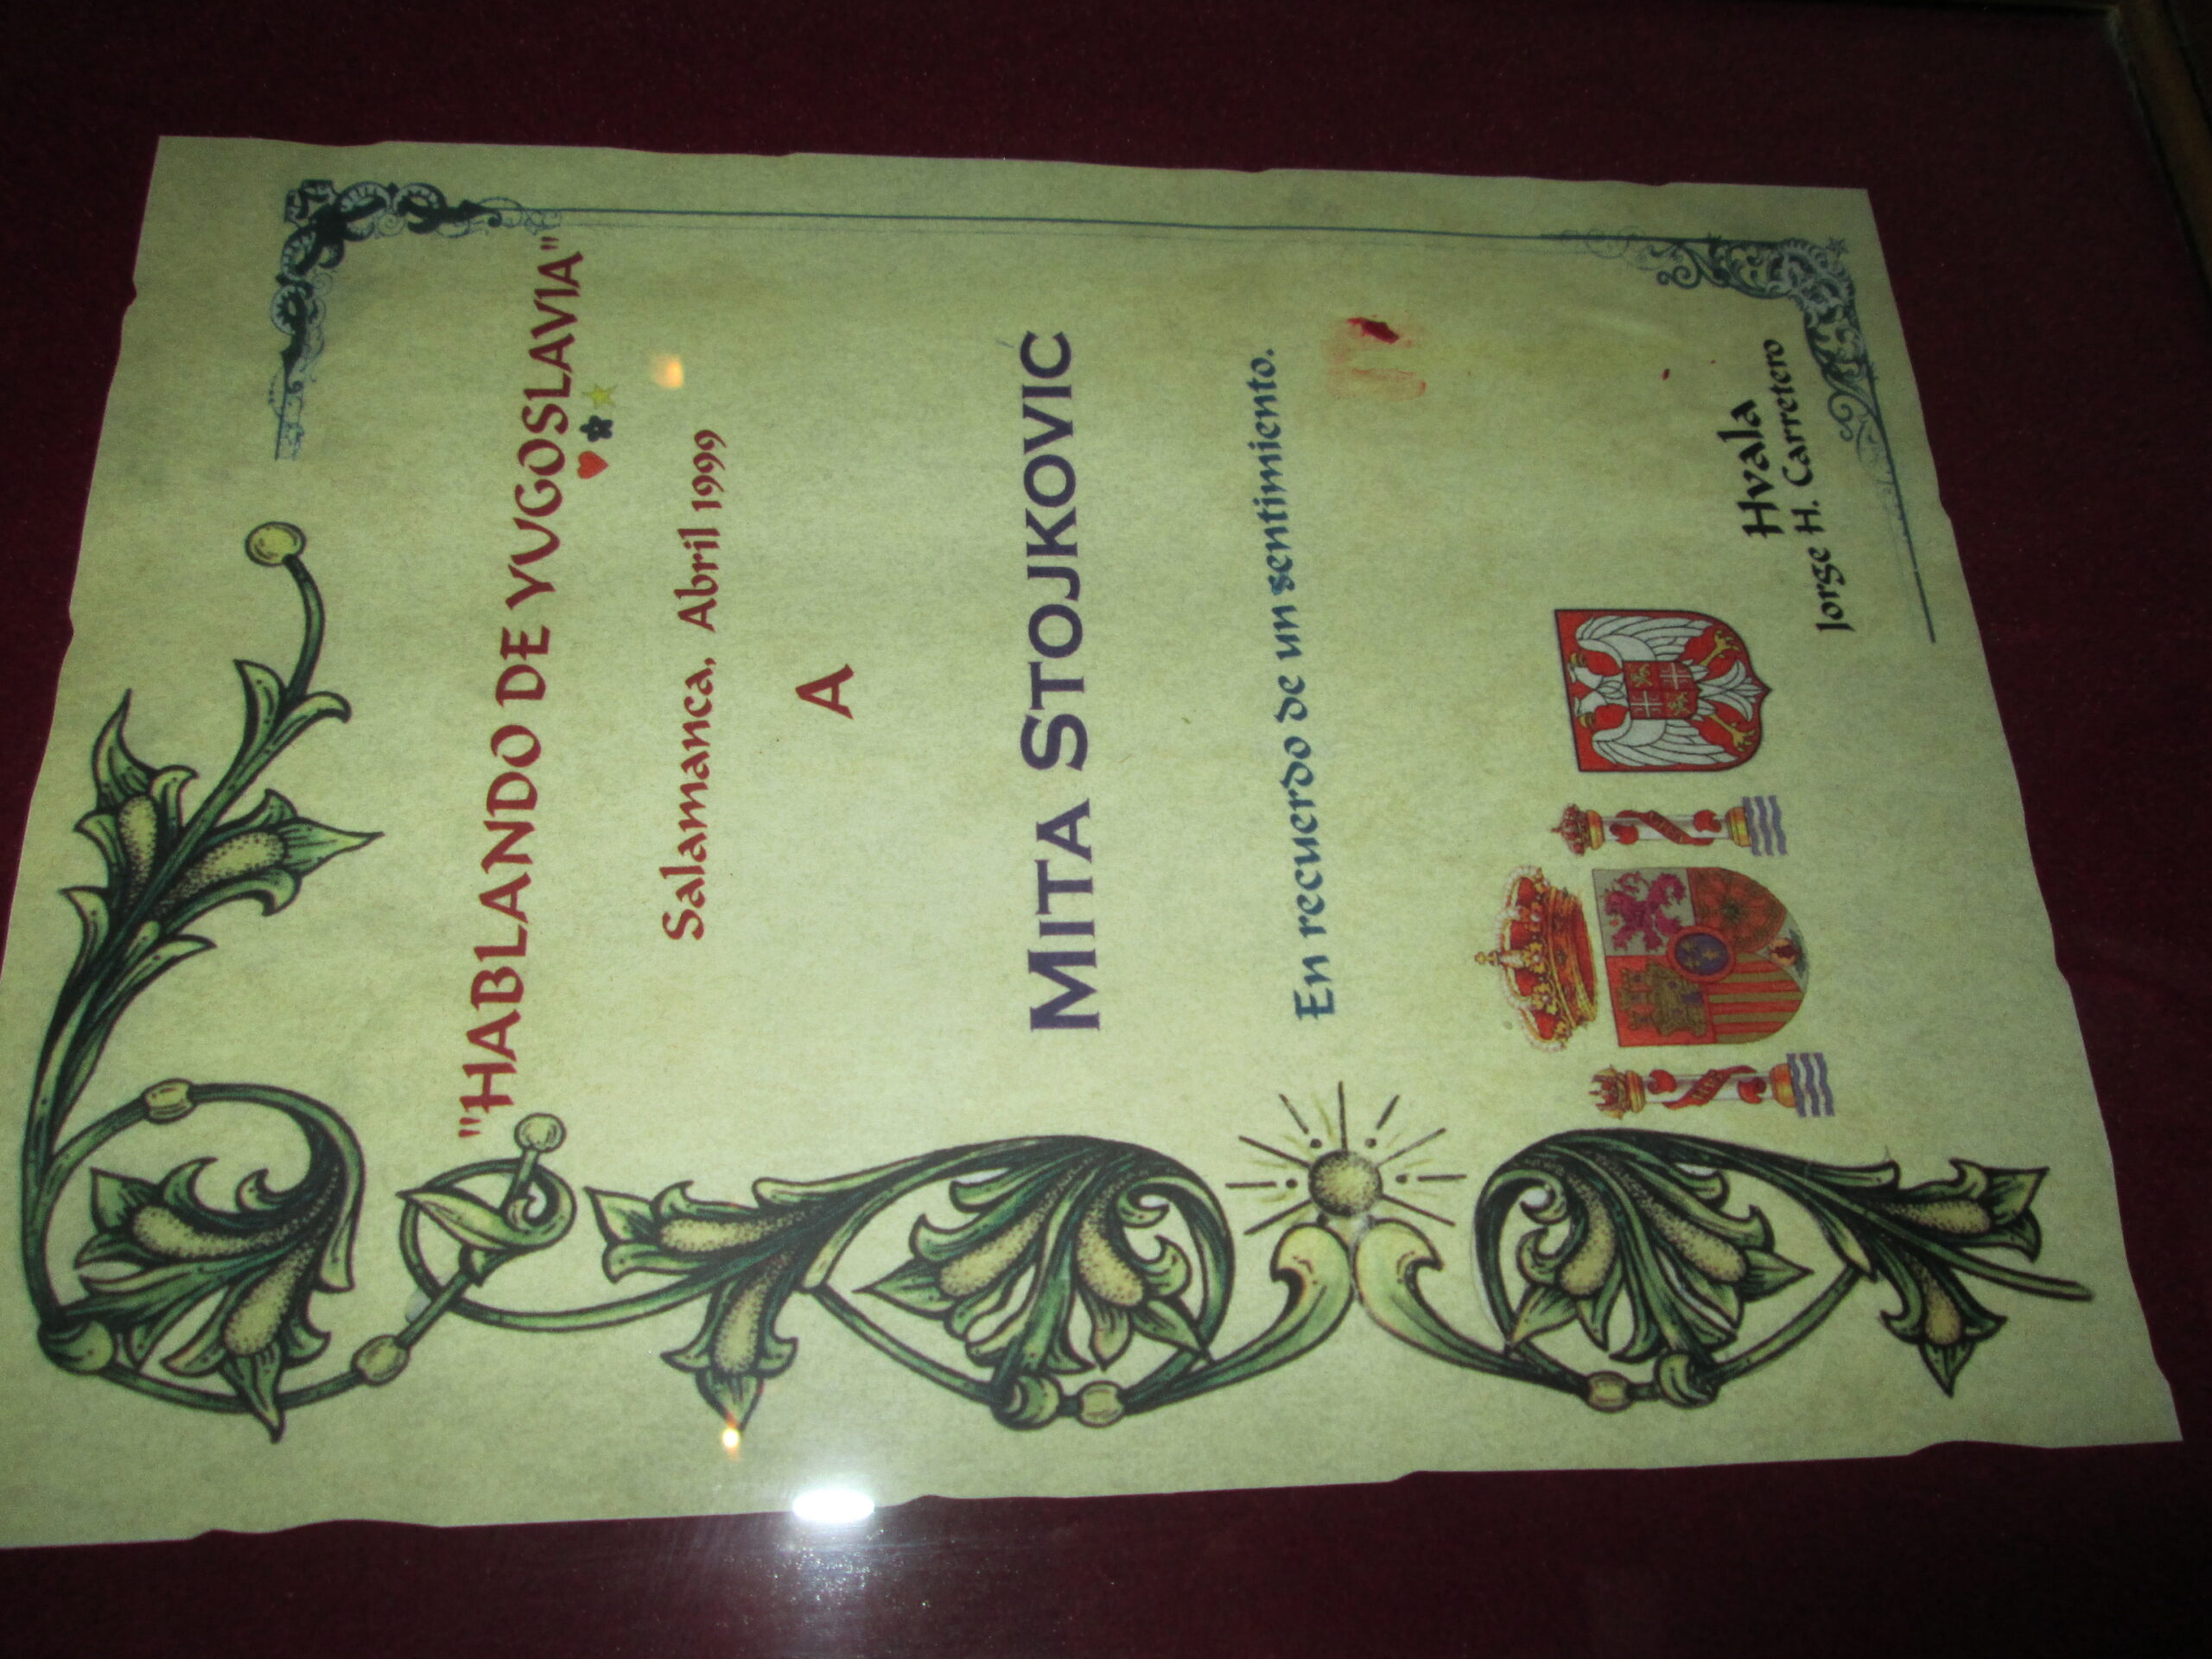 "HABLANDO DE YUGOSLAVIA"
Salamanca, Abril 1999
A
MITA STOJKOVIĆ
En recuerdo de un sentimiento.
Hvala
Jorge H. Carretero